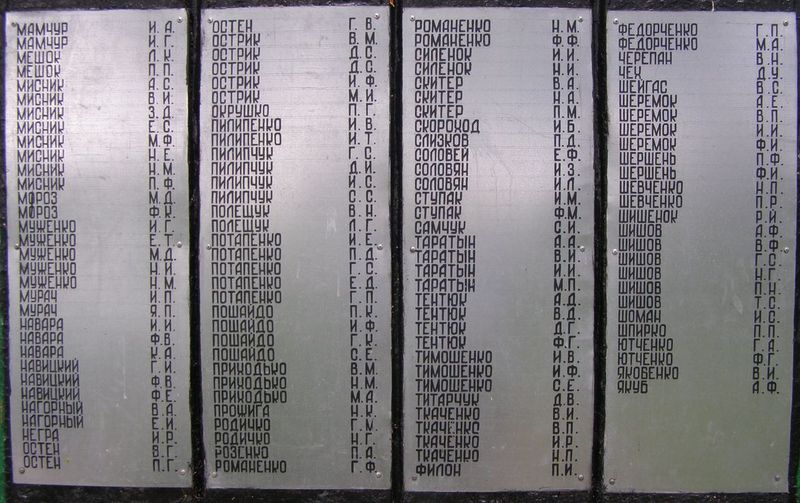 МАМЧУР И. А.
МАМЧУР И. Г.
МЕШОК Л. К.
МЕШОК П. П.
МИСНИК А. С.
МИСНИК В. И.
МИСНИК З. Д.
МИСНИК Е. С.
МИСНИК М. Ф.
МИСНИК Н. Е.
МИСНИК Н. М.
МИСНИК П. Ф.
МОРОЗ М. Д.
МОРОЗ Ф. К.
МУЖЕНКО И. Г.
МУЖЕНКО Е. Т.
МУЖЕНКО М. Д.
МУЖЕНКО Н. И.
МУЖЕНКО Н. М.
МУРАЧ И. П.
МУРАЧ Я. П.
НАВАРА И. И.
НАВАРА Ф. В.
НАВАРА К. А.
НАВИЦКИЙ Г. И.
НАВИЦКИЙ Ф. В.
НАВИЦКИЙ Ф. Е.
НАГОРНЫЙ В. А.
НАГОРНЫЙ Е. И.
НЕГРА И. Р.
ОСТЕН В. Г.
ОСТЕН П. Г.
ОСТЕН Г. В.
ОСТРИК В. М.
ОСТРИК Д. С.
ОСТРИК Д. С.
ОСТРИК И. Ф.
ОСТРИК М. И.
ОКРУШКО П. Г.
ПИЛИПЕНКО И. В.
ПИЛИПЕНКО И. Т.
ПИЛИПЧУК Г. С.
ПИЛИПЧУК Д. И.
ПИЛИПЧУК И. С.
ПИЛИПЧУК С. С.
ПОЛЕЩУК В. Н.
ПОЛЕЩУК Л. Г.
ПОТАПЕНКО И. Е.
ПОТАПЕНКО П. Д.
ПОТАПЕНКО Г. С.
ПОТАПЕНКО Е. Д.
ПОТАПЕНКО Г. П.
ПОШАЙДО П. К.
ПОШАЙДО И. Ф.
ПОШАЙДО Г. К.
ПОШАЙДО С. Е.
ПРИХОДЬКО В. М.
ПРИХОДЬКО Н. М.
ПРИХОДЬКО М. А.
ПРОЖИГА Н. К.
РОДИЧКО Г. М.
РОДИЧКО Н. Г.
РОЗЕНКО П. А.
РОМАНЕНКО Г. Ф.
РОМАНЕНКО Н. М.
РОМАНЕНКО Ф. Ф.
СИЛЕНОК И. И.
СИЛЕНОК Н. И.
СКИТЕР В. А.
СКИТЕР Н. А.
СКИТЕР П. М.
СКОРОХОД И. Б.
СЛИЗКОВ П. Д.
СОЛОВЕЙ Е. Ф.
СОЛОВЯН И. З.
СОЛОВЯН И. Л.
СТУПАК И. М.
СТУПАК Ф. М.
САМЧУК С. И.
ТАРАТЫН А. А.
ТАРАТЫН В. И.
ТАРАТЫН И. И.
ТАРАТЫН М. П.
ТЕНТЮК А. Д.
ТЕНТЮК В. Д.
ТЕНТЮК Д. Г.
ТЕНТЮК Ф. Г.
ТИМОШЕНКО И. В.
ТИМОШЕНКО И. Ф.
ТИМОШЕНКО С. Е.
ТИТАРЧУК Д. В.
ТКАЧЕНКО В. И.
ТКАЧЕНКО В. П.
ТКАЧЕНКО И. Р.
ТКАЧЕНКО Н. П.
ФИЛОН П. И.
ФЕДОРЧЕНКО Г. П.
ФЕДОРЧЕНКО М. А.
ЧЕРЕПАН В. Н.
ЧЕХ Д. У.
ШЕЙГАС В. С.
ШЕРЕМОК А. Е.
ШЕРЕМОК В. П.
ШЕРЕМОК И. И.
ШЕРЕМОК Ф. И.
ШЕРШЕНЬ П. Ф.
ШЕРШЕНЬ Ф. И.
ШЕВЧЕНКО Н. П.
ШЕВЧЕНКО П. Р.
ШИШЕНОК Р. И.
ШИШОВ А. Ф.
ШИШОВ В. Ф.
ШИШОВ Г. С.
ШИШОВ Н. Г.
ШИШОВ П. Н.
ШИШОВ Т. С.
ШОМАН И. С.
ШПИРКО П. П.
ЮТЧЕНКО Г. А.
ЮТЧЕНКО Ф. Г.
ЯКОБЕНКО В. И.
ЯКУБ А. Ф.